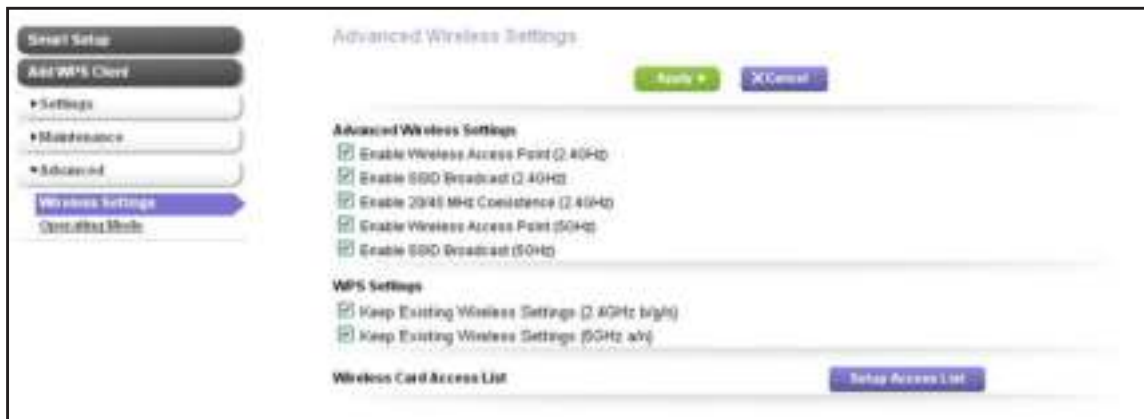 Smart Setup
Add WPS Client
Settings
Maintenance
Advanced
Wireless Settings
Operating Mode
Advanced Wireless Settings
Apply
X Cancel
Advanced Wireless Settings
Enable Wireless Access Point (2.4GHz)
Enable SSID Broadcast (2.4GHz)
Enable 20/40 MHz Coexistence (2.4GHz)
Enable Wireless Access Point (5GHz)
Enable SSID Broadcast (5GHz)
WPS Settings
Keep Existing Wireless Settings (2.4GHz b/g/n)
Keep Existing Wireless Settings (5GHz a/n)
Wireless Card Access List
Setup Access List